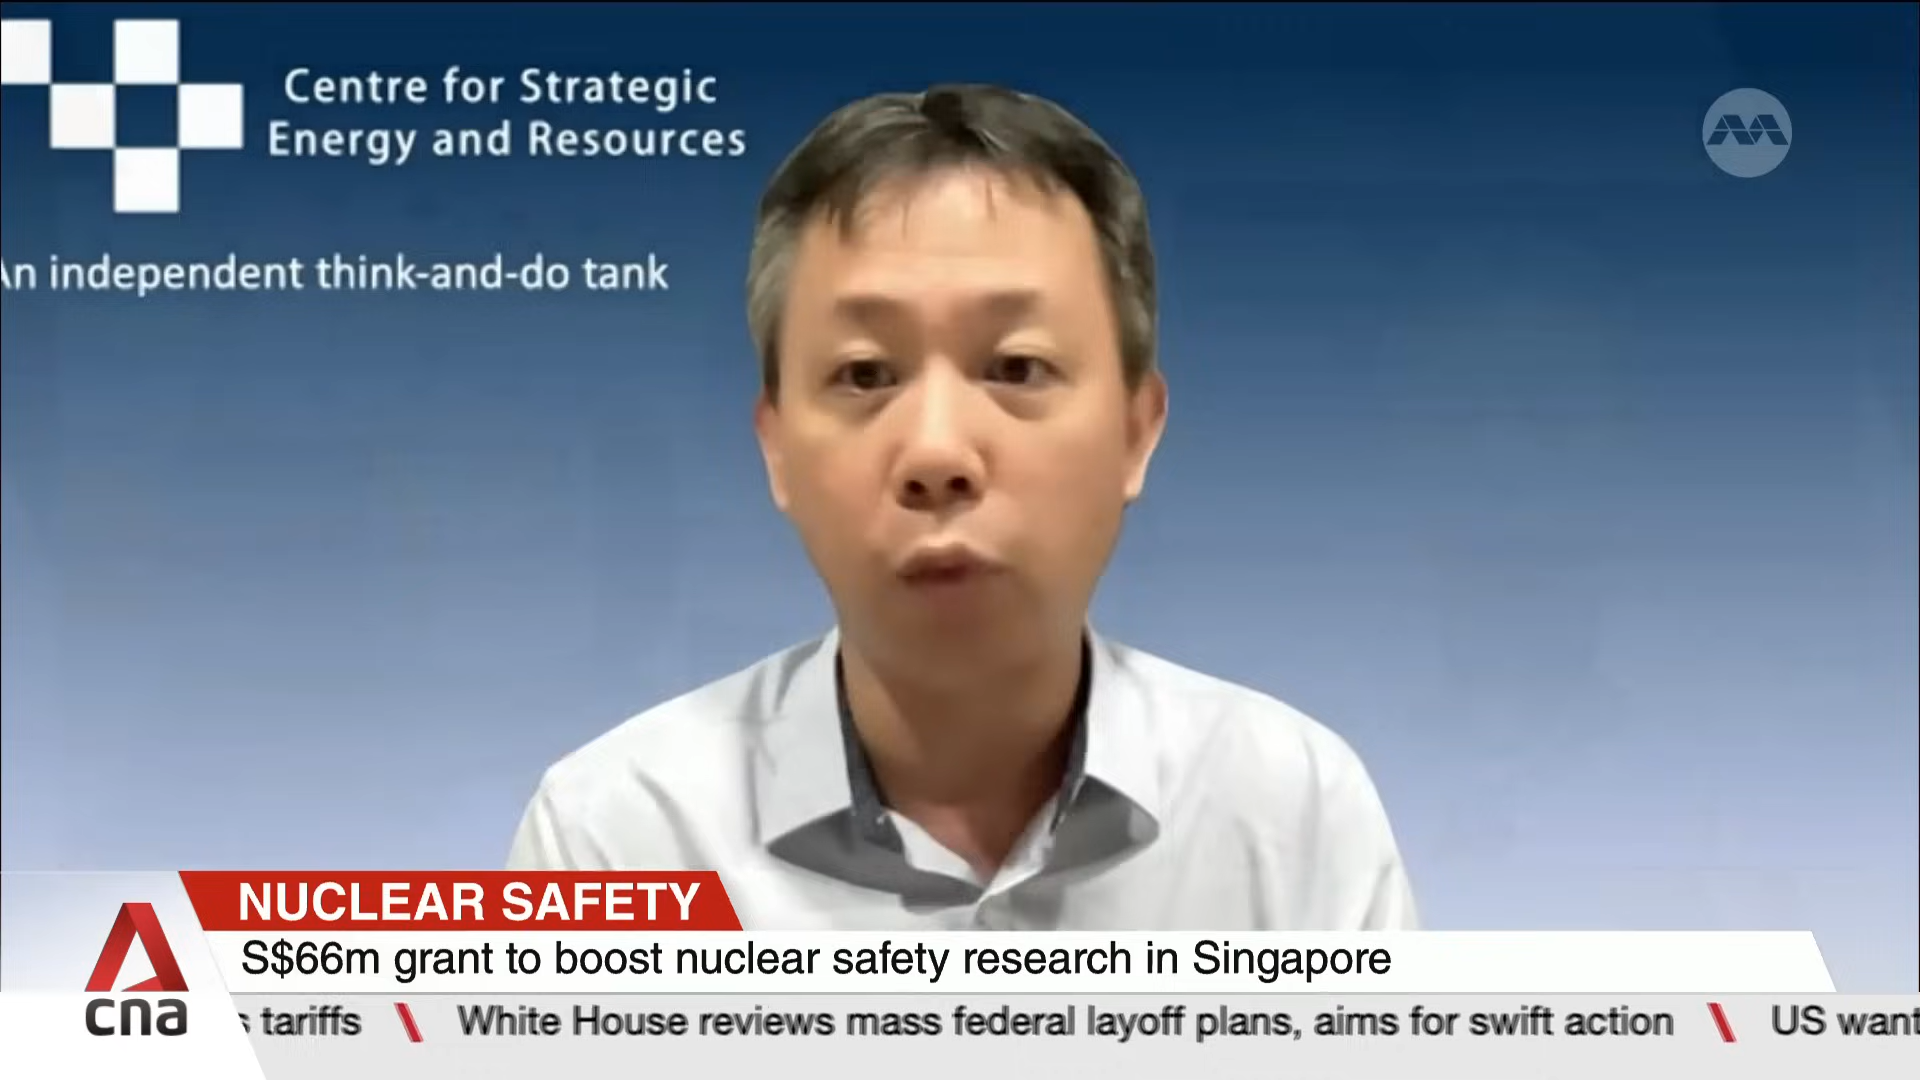 Centre for Strategic
Energy and Resources
An independent think-and-do tank
NUCLEAR SAFETY
S$66m grant to boost nuclear safety research in Singapore
cna
tariffs \ White House reviews mass federal layoff plans, aims for swift action \ US want